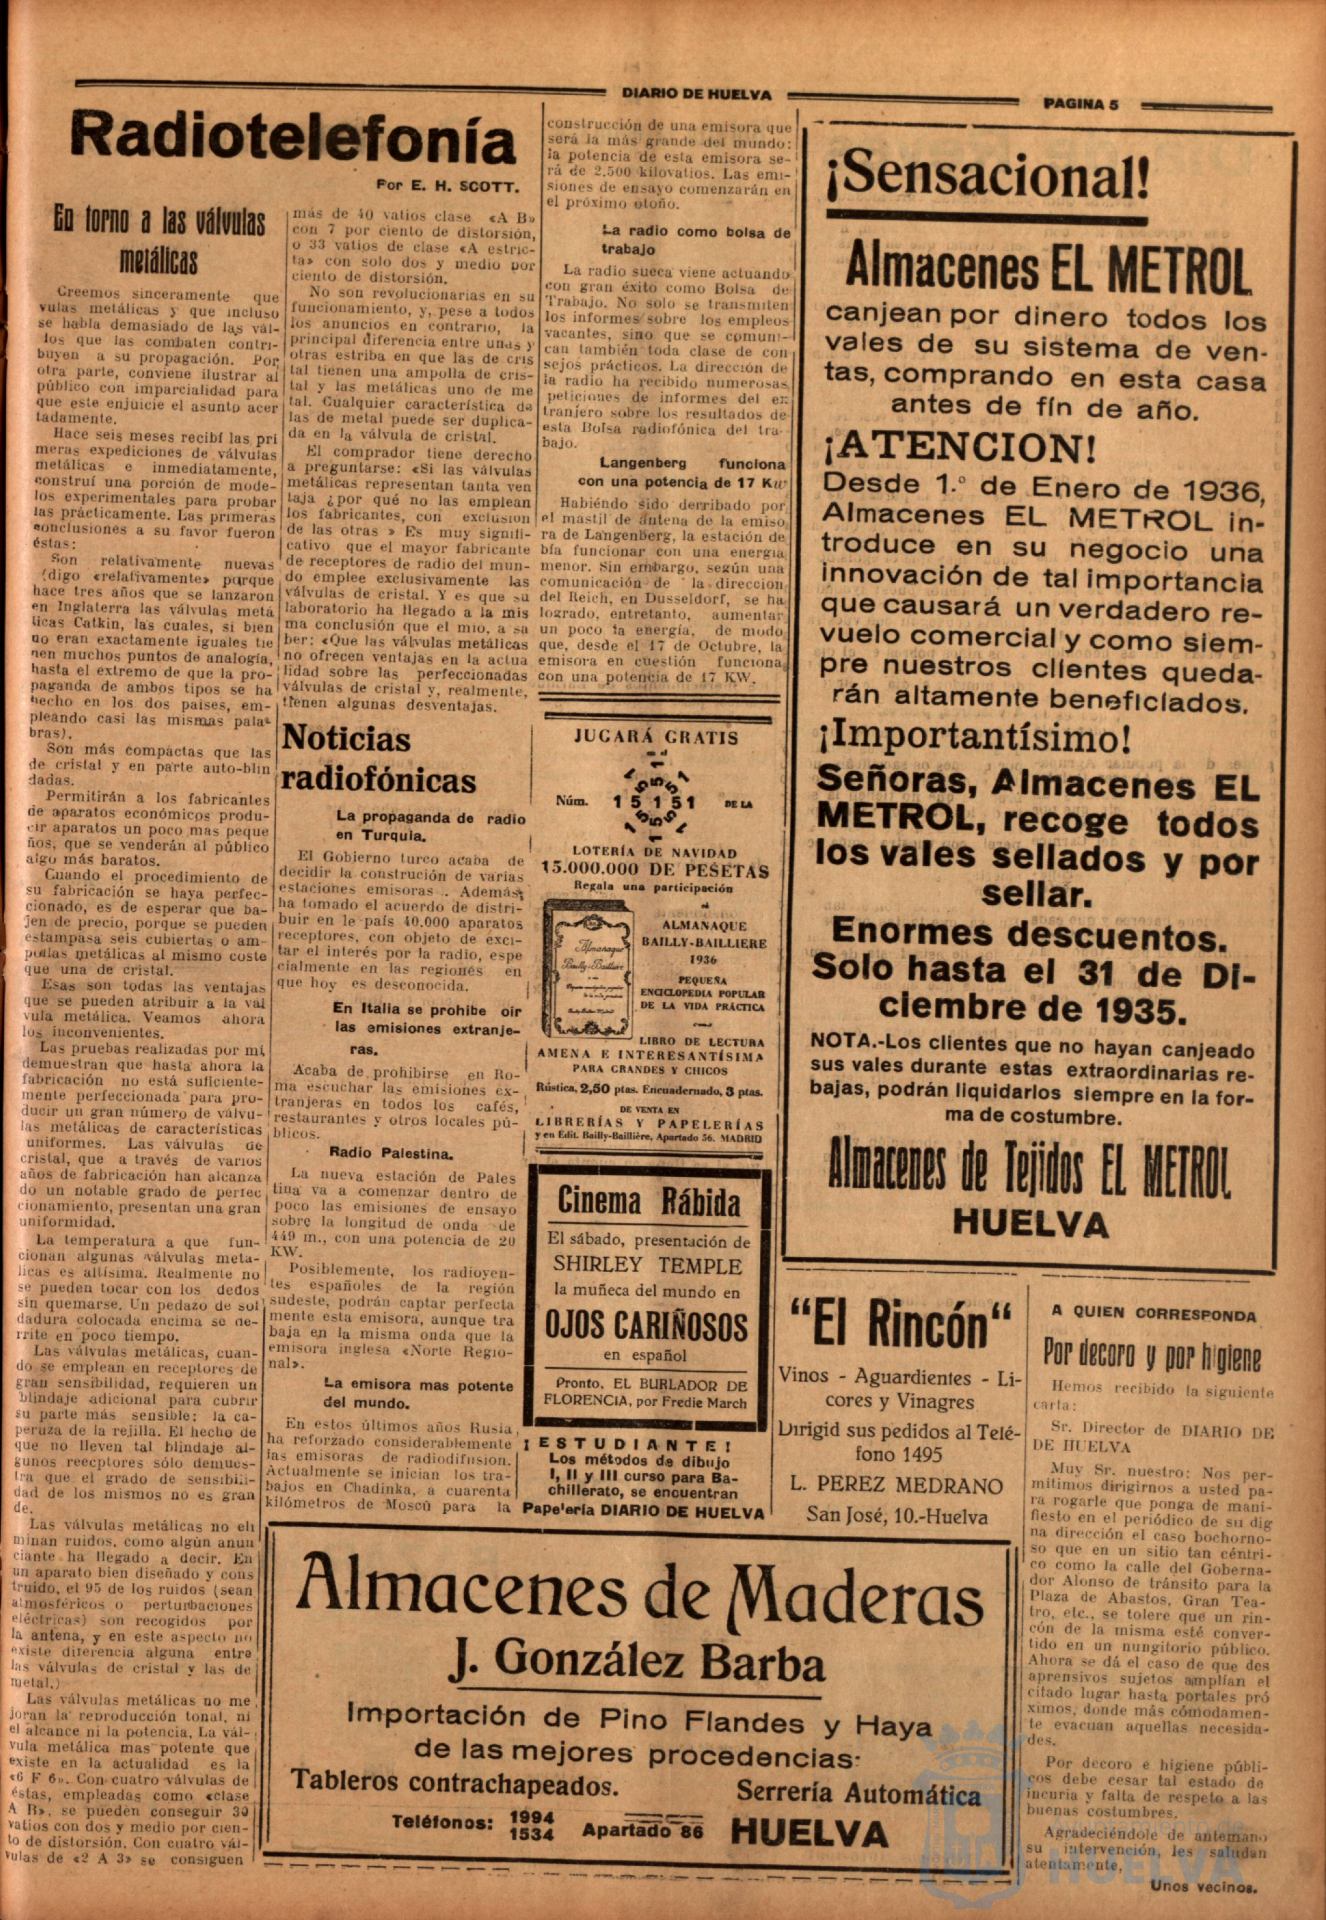 DIARIO DE HUELVA
PAGINA 5
Radiotelefonía
Por E. H. SCOTT.
En torno a las válvulas
metálicas
Creemos sinceramente que
vulas metálicas y que incluso
se habla demasiado de las vál-
los que las combaten contri-
buyen a su propagación. Por
otra parte, conviene ilustrar al
público con imparcialidad para
que este enjuicie el asunto acer
tadamente.
Hace seis meses recibí las pri
meras expediciones de válvulas
metálicas e inmediatamente,
construí una porción de mode-
los experimentales para probar
las prácticamente. Las primeras
conclusiones a su favor fueron
éstas:
Son relativamente nuevas
(digo «relativamente» porque
hace tres años que se lanzaron
en Inglaterra las válvulas metá
licas Catkin, las cuales, si bien
no eran exactamente iguales tie
nen muchos puntos de analogía,
hasta el extremo de que la pro-
paganda de ambos tipos se ha
hecho en los dos países, em-
pleando casi las mismas pala-
bras).
Son más compactas que las
de cristal y en parte auto-blin
dadas.
Permitirán a los fabricantes
de aparatos económicos produ-
cir aparatos un poco mas peque
ños, que se venderán al público
algo más baratos.
Cuando el procedimiento de
su fabricación se haya perfec-
cionado, es de esperar que ba-
jen de precio, porque se pueden
estampasa seis cubiertas o am-
pollas metálicas al mismo coste
que una de cristal.
Esas son todas las ventajas
que se pueden atribuir a la vál
vula metálica. Veamos ahora
los inconvenientes.
Las pruebas realizadas por mí
demuestran que hasta ahora la
fabricación no está suficiente-
mente perfeccionada para pro-
ducir un gran número de válvu-
las metálicas de características
uniformes. Las válvulas de
cristal, que a través de varios
años de fabricación han alcanza
do un notable grado de perfec
cionamiento, presentan una gran
uniformidad.
La temperatura a que fun-
cionan algunas válvulas meta-
licas es altísima. Realmente no
se pueden tocar con los dedos
sin quemarse. Un pedazo de sol
dadura colocada encima se de-
rrite en poco tiempo.
Las válvulas metálicas, cuan-
do se emplean en receptores de
gran sensibilidad, requieren un
blindaje adicional para cubrir
su parte más sensible: la ca-
peruza de la rejilla. El hecho de
que no lleven tal blindaje al-
gunos reecptores sólo demues-
tra que el grado de sensibili-
dad de los mismos no es gran
de.
Las válvulas metálicas no eli
minan ruidos, como algún anun
ciante ha llegado a decir. En
un aparato bien diseñado y cons
truido, el 95 de los ruidos (sean
atmosféricos o perturbaciones
eléctricas) son recogidos por
la antena, y en este aspecto no
existe diferencia alguna entre
las válvulas de cristal y las de
metal.)
Las válvulas metálicas no me
joran la reproducción tonal, ni
el alcance ni la potencia. La vál-
vula metálica mas potente que
existe en la actualidad es la
«6 F 6». Con cuatro válvulas de
éstas, empleadas como «clase
A B», se pueden conseguir 30
vatios con dos y medio por cien-
to de distorsión. Con cuatro vál-
vulas de «2 A 3» se consiguen
más de 40 vatios clase «A B»
con 7 por ciento de distorsión,
o 33 vatios de clase «A estric-
ta» con solo dos y medio por
ciento de distorsión.
No son revolucionarias en su
funcionamiento, y, pese a todos
los anuncios en contrario, la
principal diferencia entre unas y
otras estriba en que las de cris
tal tienen una ampolla de cris-
tal y las metálicas uno de me
tal. Cualquier característica de
las de metal puede ser duplica-
da en la válvula de cristal.
El comprador tiene derecho
a preguntarse: «Si las válvulas
metálicas representan tanta ven
taja ¿por qué no las emplean
los fabricantes, con exclusión
de las otras » Es muy signifi-
cativo que el mayor fabricante
de receptores de radio del mun-
do emplee exclusivamente las
válvulas de cristal. Y es que su
laboratorio ha llegado a la mis
ma conclusión que el mío, a sa
ber: «Que las válvulas metálicas
no ofrecen ventajas en la actua
lidad sobre las perfeccionadas
válvulas de cristal y, realmente,
tienen algunas desventajas.
Noticias
radiofónicas
La propaganda de radio
en Turquía.
El Gobierno turco acaba de
decidir la construción de varias
estaciones emisoras . Además,
ha tomado el acuerdo de distri-
buir en le país 40.000 aparatos
receptores, con objeto de exci-
tar el interés por la radio, espe
cialmente en las regiones en
que hoy es desconocida.
En Italia se prohibe oir
las emisiones extranje-
ras.
Acaba de prohibirse en Ro-
ma escuchar las emisiones ex-
tranjeras en todos los cafés,
restaurantes y otros locales pú-
blicos.
Radio Palestina.
La nueva estación de Pales
tina va a comenzar dentro de
poco las emisiones de ensayo
sobre la longitud de onda de
449 m., con una potencia de 20
KW.
Posiblemente, los radioyen-
tes españoles de la región
sudeste, podrán captar perfecta
mente esta emisora, aunque tra
baja en la misma onda que la
emisora inglesa «Norte Regio-
nal».
La emisora mas potente
del mundo.
En estos últimos años Rusia,
ha reforzado considerablemente
las emisoras de radiodifusión.
Actualmente se inician los tra-
bajos en Chadinka, a cuarenta
kilómetros de Moscú para la
construcción de una emisora que
será la más grande del mundo:
la potencia de esta emisora se-
rá de 2.500 kilovatios. Las emi-
siones de ensayo comenzarán en
el próximo otoño.
La radio como bolsa de
trabajo
La radio sueca viene actuando
con gran éxito como Bolsa de
Trabajo. No solo se transmiten
los informes sobre los empleos
vacantes, sino que se comuni-
can también toda clase de con
sejos prácticos. La dirección de
la radio ha recibido numerosas
peticiones de informes del ex
tranjero sobre los resultados de
esta Bolsa radiofónica del tra-
bajo.
Langenberg funciona
con una potencia de 17 Kw
Habiéndo sido derribado por
el mastil de ántena de la emiso
ra de Langenberg, la estación de
bía funcionar con una energía
menor. Sin embargo, según una
comunicación de la direccion
del Reich, en Dusseldorf, se ha
logrado, entretanto, aumentar
un poco la energía, de modo
que, desde el 17 de Octubre, la
emisora en cuestión funciona
con una potencia de 17 KW.
JUGARÁ GRATIS
Núm. 15151 DE LA
LOTERÍA DE NAVIDAD
15.000.000 DE PESETAS
Regala una participación
Almanaque
Bailly-Bailliere
ALMANAQUE
BAILLY-BAILLIERE
1936
PEQUEÑA
ENCICLOPEDIA POPULAR
DE LA VIDA PRÁCTICA
LIBRO DE LECTURA
AMENA E INTERESANTÍSIMA
PARA GRANDES Y CHICOS
Rústica, 2,50 ptas. Encuadernado, 3 ptas.
DE VENTA EN
LIBRERÍAS Y PAPELERÍAS
y en Edit. Bailly-Baillière, Apartado 56. MADRID
Cinema Rábida
El sábado, presentación de
SHIRLEY TEMPLE
la muñeca del mundo en
OJOS CARIÑOSOS
en español
Pronto, EL BURLADOR DE
FLORENCIA, por Fredie March
¡ESTUDIANTE!
Los métodos de dibujo
I, II y III curso para Ba-
chillerato, se encuentran
Papelería DIARIO DE HUELVA
¡Sensacional!
Almacenes EL METROL
canjean por dinero todos los
vales de su sistema de ven-
tas, comprando en esta casa
antes de fín de año.
¡ATENCION!
Desde 1.º de Enero de 1936,
Almacenes EL METROL in-
troduce en su negocio una
innovación de tal importancia
que causará un verdadero re-
vuelo comercial y como siem-
pre nuestros clientes queda-
rán altamente beneficiados.
¡Importantísimo!
Señoras, Almacenes EL
METROL, recoge todos
los vales sellados y por
sellar.
Enormes descuentos.
Solo hasta el 31 de Di-
ciembre de 1935.
NOTA.-Los clientes que no hayan canjeado
sus vales durante estas extraordinarias re-
bajas, podrán liquidarlos siempre en la for-
ma de costumbre.
Almacenes de Tejidos EL METROL
HUELVA
"El Rincón"
Vinos - Aguardientes - Li-
cores y Vinagres
Dirigid sus pedidos al Telé-
fono 1495
L. PEREZ MEDRANO
San José, 10.-Huelva
A QUIEN CORRESPONDA
Por decoro y por higiene
Hemos recibido la siguiente
carta:
Sr. Director de DIARIO DE
DE HUELVA
Muy Sr. nuestro: Nos per-
mitimos dirigirnos a usted pa
ra rogarle que ponga de mani-
fiesto en el periódico de su dig
na dirección el caso bochorno-
so que en un sitio tan céntri-
co como la calle del Goberna-
dor Alonso de tránsito para la
Plaza de Abastos, Gran Tea-
tro, etc., se tolere que un rin-
cón de la misma esté conver-
tido en un nungitorio público.
Ahora se dá el caso de que des
aprensivos sujetos amplían el
citado lugar hasta portales pró
ximos, donde más cómodamen-
te evacuan aquellas necesida-
des.
Por decoro e higiene públi-
cos debe cesar tal estado de
incuria y falta de respeto a las
buenas costumbres.
Agradeciéndole de antemano
su intervención, les saludan
atentamente,
Unos vecinos.
Almacenes de Maderas
J. González Barba
Importación de Pino Flandes y Haya
de las mejores procedencias:
Tableros contrachapeados. Serrería Automática
Teléfonos: 1994
1534
Apartado 86 HUELVA
HUELVA